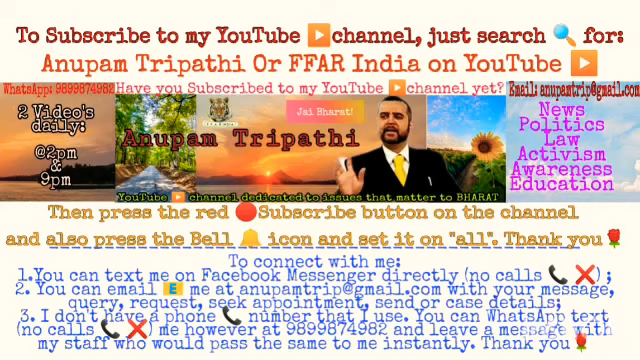 To Subscribe to my YouTube ▶️channel, just search 🔍 for:
Anupam Tripathi Or FFAR India on YouTube ▶️
WhatsApp: 9899874982
Have you Subscribed to my YouTube ▶️channel yet?
Email: anupamtrip@gmail.com
2 Video's
daily:
@2pm
&
9pm
Jai Bharat!
Anupam Tripathi
YouTube ▶️ channel dedicated to issues that matter to BHARAT
News
Politics
Law
Activism
Awareness
Education
Then press the red 🔴Subscribe button on the channel
and also press the Bell 🔔 icon and set it on "all". Thank you🌹
To connect with me:
1.You can text me on Facebook Messenger directly (no calls 📞❌) ;
2. You can email 📧 me at anupamtrip@gmail.com with your message,
query, request, seek appointment, send or case details;
3. I don't have a phone 📞 number that I use. You can WhatsApp text
(no calls 📞❌) me however at 9899874982 and leave a message with
my staff who would pass the same to me instantly. Thank you🌹